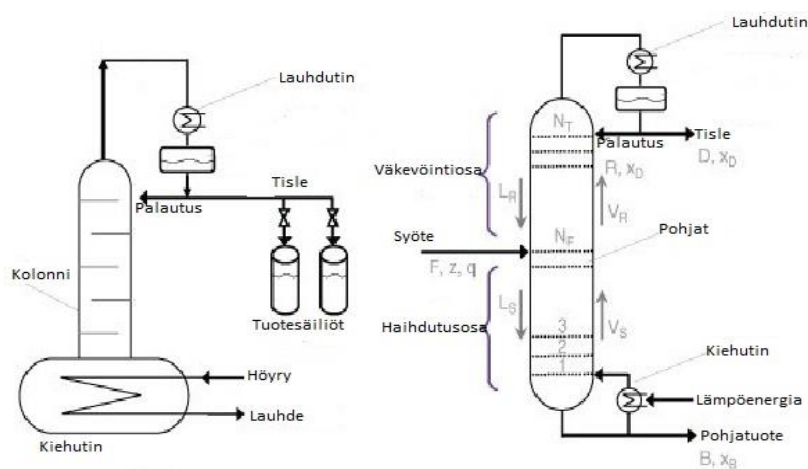 Lauhdutin
Tisle
Palautus
Kolonni
Tuotesäiliöt
Höyry
Lauhde
Kiehutin
Lauhdutin
N_T
Väkevöintiosa
Palautus
Tisle
R, x_D
D, x_D
L_R
V_R
Syöte
N_F
Pohjat
F, z, q
L_S
V_S
Haihdutusosa
3
2
1
Kiehutin
Lämpöenergia
Pohjatuote
B, x_B